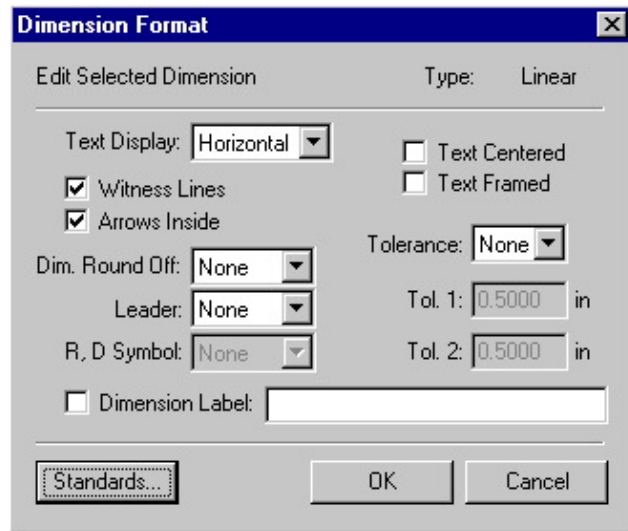 Dimension Format
Edit Selected Dimension Type: Linear
Text Display: Horizontal
Text Centered
Witness Lines
Text Framed
Arrows Inside
Tolerance: None
Dim. Round Off: None
Leader: None
Tol. 1: 0.5000 in
R, D Symbol: None
Tol. 2: 0.5000 in
Dimension Label:
Standards... OK Cancel